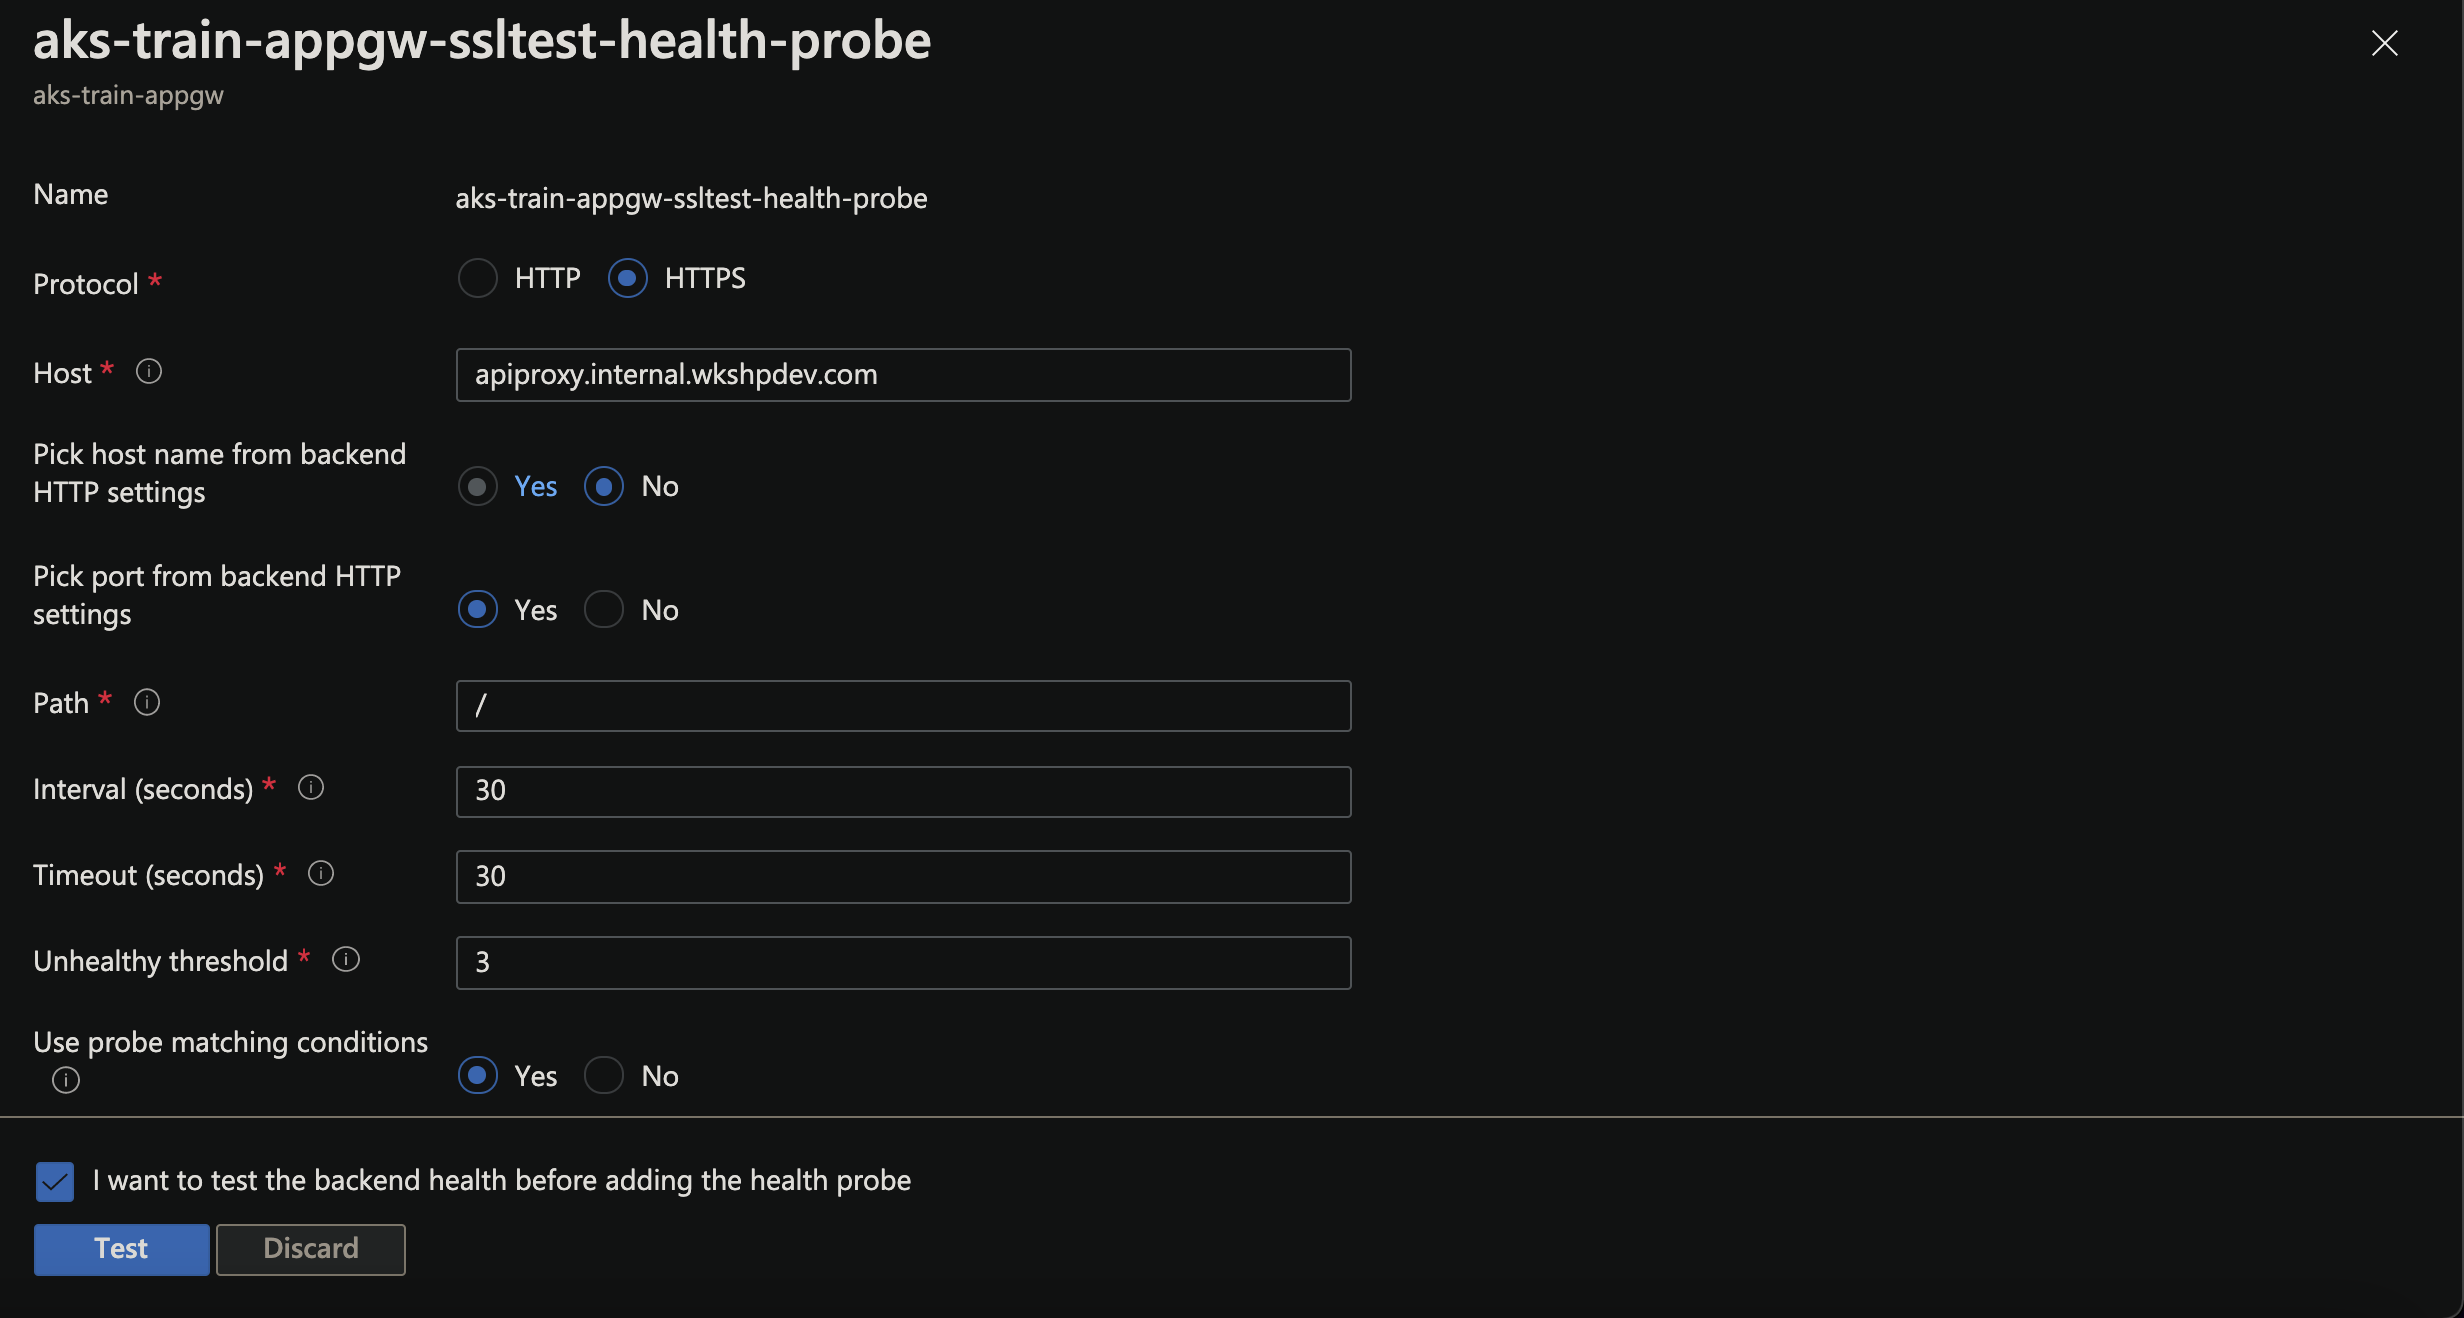 aks-train-appgw-ssltest-health-probe
aks-train-appgw
Name
aks-train-appgw-ssltest-health-probe
Protocol *
HTTP HTTPS
Host *
apiproxy.internal.wkshpdev.com
Pick host name from backend
HTTP settings
Yes No
Pick port from backend HTTP
settings
Yes No
Path *
/
Interval (seconds) *
30
Timeout (seconds) *
30
Unhealthy threshold *
3
Use probe matching conditions
Yes No
I want to test the backend health before adding the health probe
Test Discard